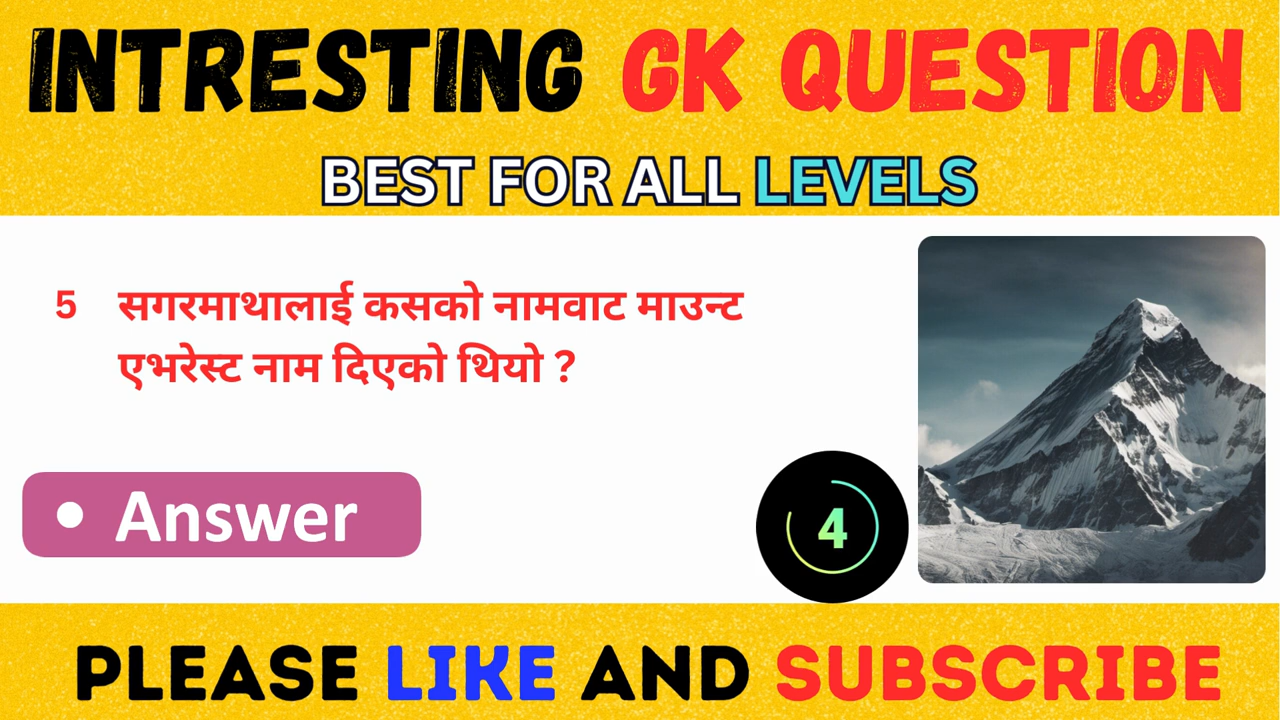 INTRESTING GK QUESTION
BEST FOR ALL LEVELS
5 सगरमाथालाई कसको नामवाट माउन्ट
एभरेस्ट नाम दिएको थियो ?
• Answer
4
PLEASE LIKE AND SUBSCRIBE